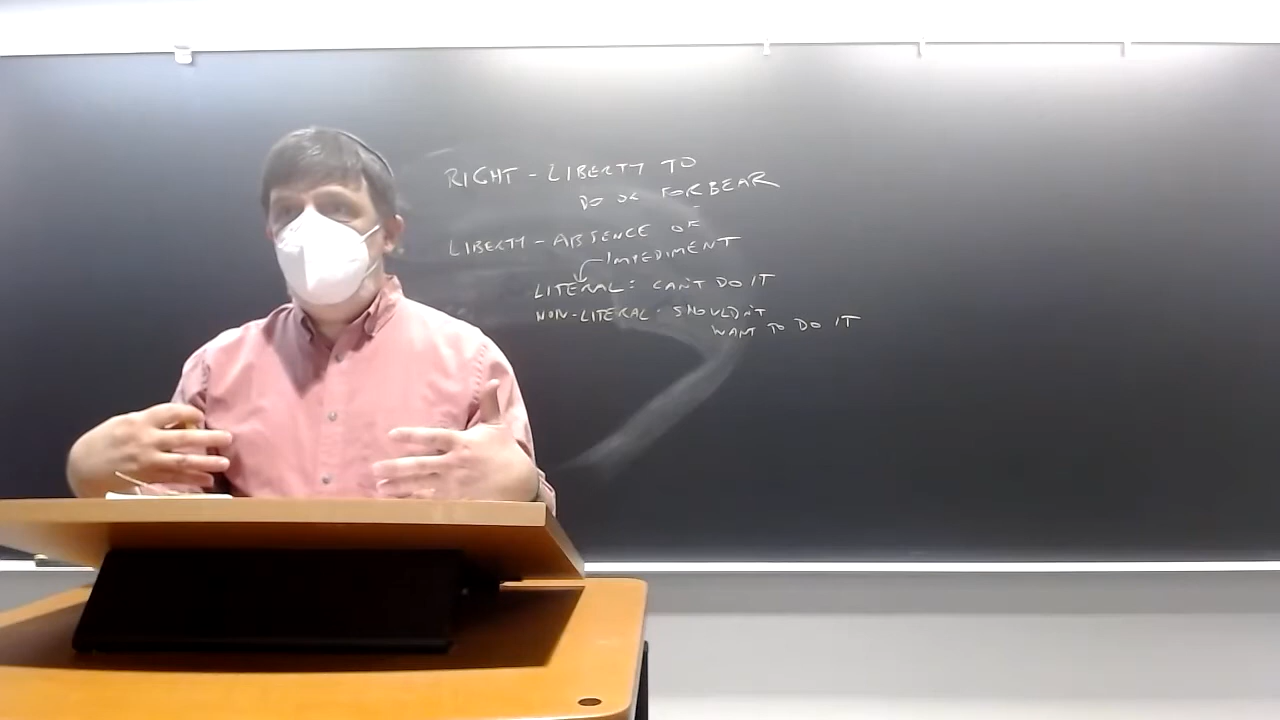 RIGHT - LIBERTY TO
DO OR FORBEAR
LIBERTY - ABSENCE OF
IMPEDIMENT
LITERAL: CAN'T DO IT
NON-LITERAL: SHOULDN'T
WANT TO DO IT